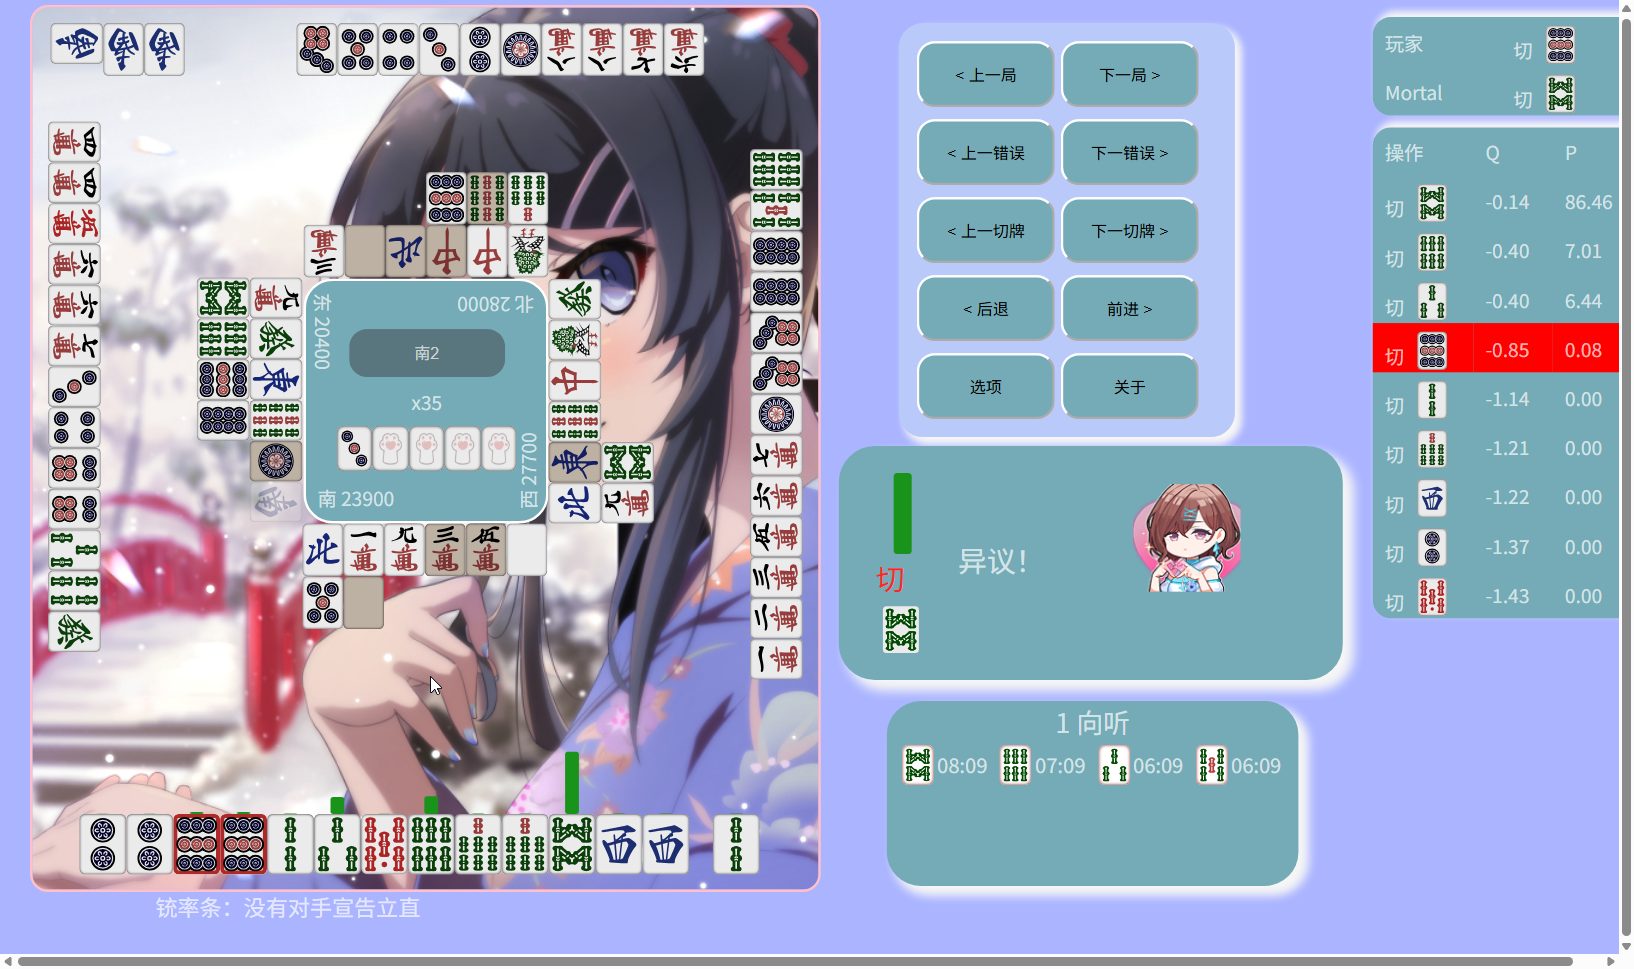 < 上一局
下一局 >
< 上一错误
下一错误 >
< 上一切牌
下一切牌 >
< 后退
前进 >
选项
关于
玩家
切
Mortal
切
操作 Q P
切 -0.14 86.46
切 -0.40 7.01
切 -0.40 6.44
切 -0.85 0.08
切 -1.14 0.00
切 -1.21 0.00
切 -1.22 0.00
切 -1.37 0.00
切 -1.43 0.00
东 20400
北 28000
南2
x35
南 23900
西 27700
切
异议！
1 向听
08:09 07:09 06:09 06:09
铳率条：没有对手宣告立直